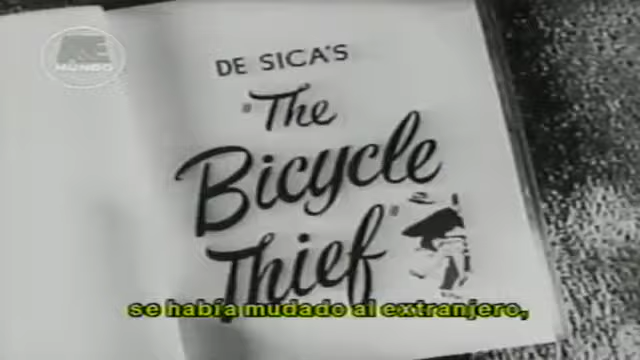 MUNDO
DE SICA'S
"The
Bicycle
Thief"
se había mudado al extranjero,